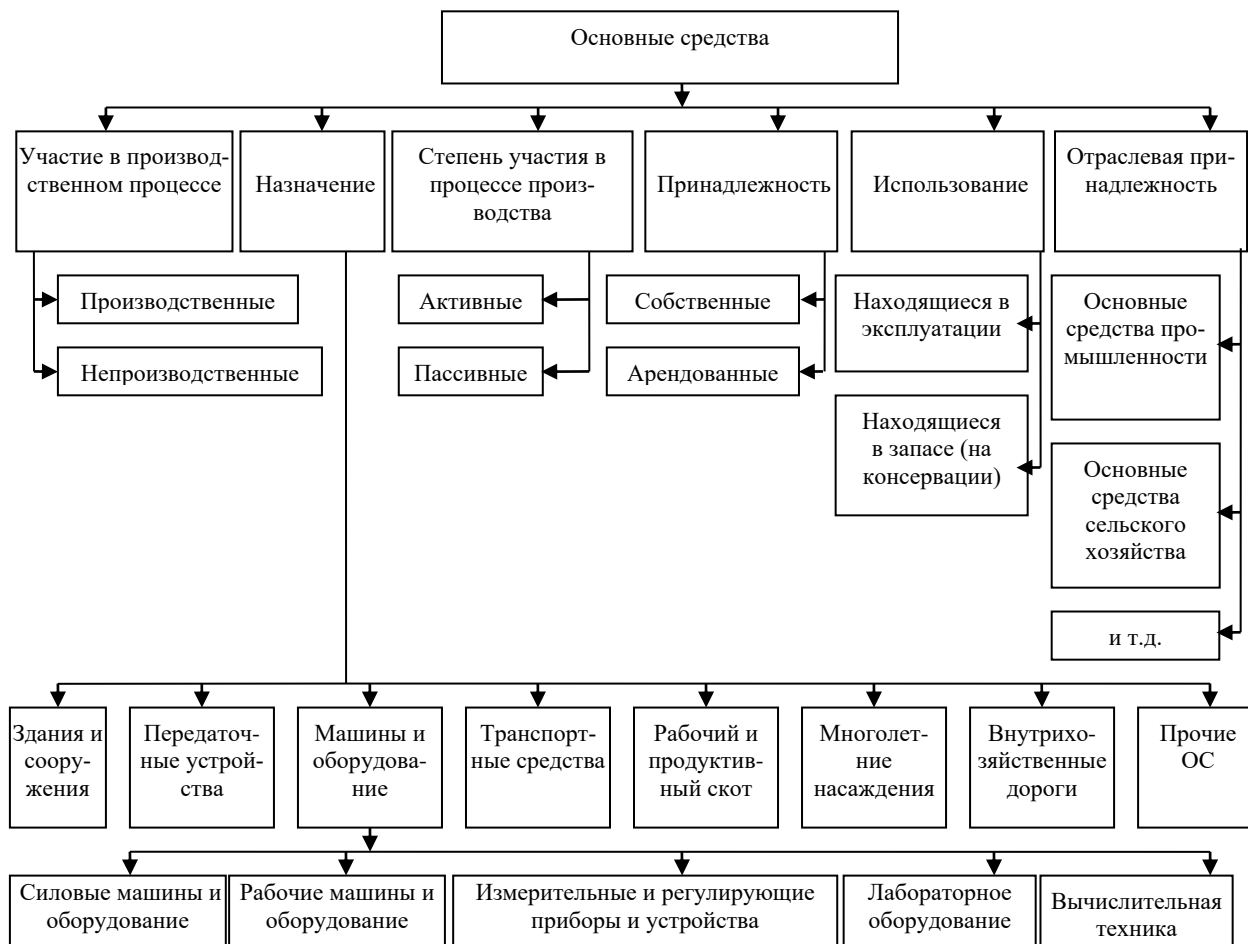 Основные средства
Участие в производ-
ственном процессе
Назначение
Степень участия в
процессе произ-
водства
Принадлежность
Использование
Отраслевая при-
надлежность
Производственные
Непроизводственные
Активные
Пассивные
Собственные
Арендованные
Находящиеся в
эксплуатации
Находящиеся
в запасе (на
консервации)
Основные
средства про-
мышленности
Основные
средства
сельского
хозяйства
и т.д.
Здания и
соору-
жения
Передаточ-
ные устрой-
ства
Машины и
оборудова-
ние
Транспорт-
ные средства
Рабочий и
продуктив-
ный скот
Многолет-
ние
насаждения
Внутрихо-
зяйственные
дороги
Прочие
ОС
Силовые машины и
оборудование
Рабочие машины и
оборудование
Измерительные и регулирующие
приборы и устройства
Лабораторное
оборудование
Вычислительная
техника